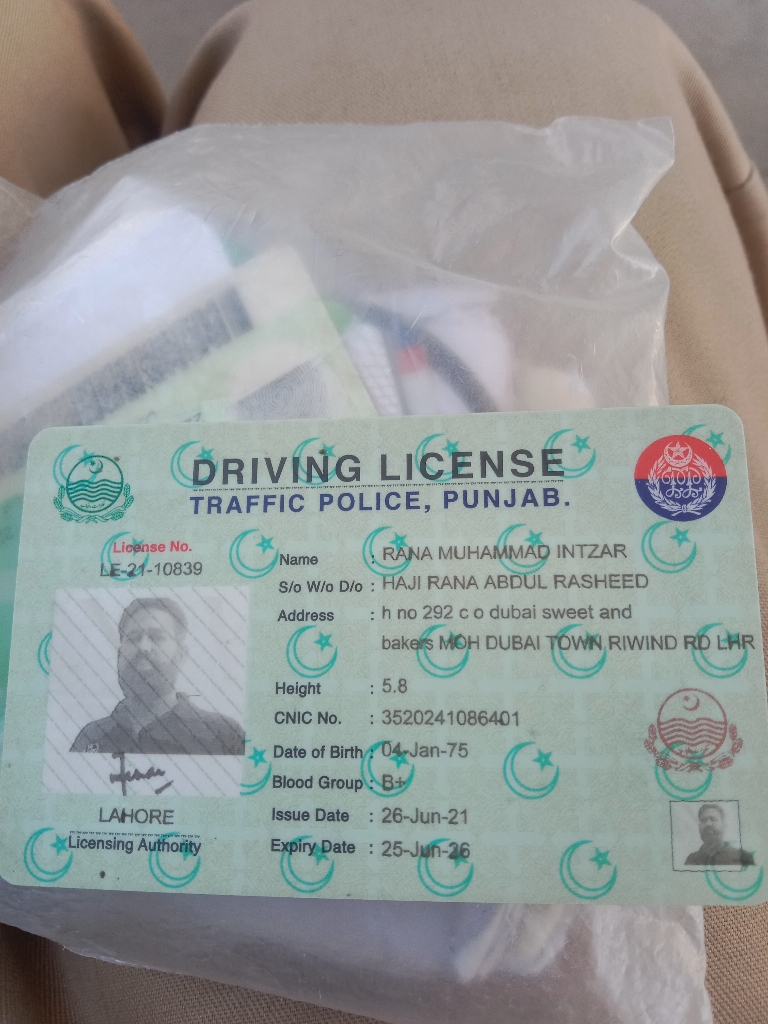 DRIVING LICENSE
TRAFFIC POLICE, PUNJAB.
License No.
LE-21-10839
Name : RANA MUHAMMAD INTZAR
S/o W/o D/o : HAJI RANA ABDUL RASHEED
Address : h no 292 c o dubai sweet and
bakers MOH DUBAI TOWN RIWIND RD LHR
Height : 5.8
CNIC No. : 3520241086401
Date of Birth : 04-Jan-75
Blood Group : B+
Issue Date : 26-Jun-21
Expiry Date : 25-Jun-26
LAHORE
Licensing Authority